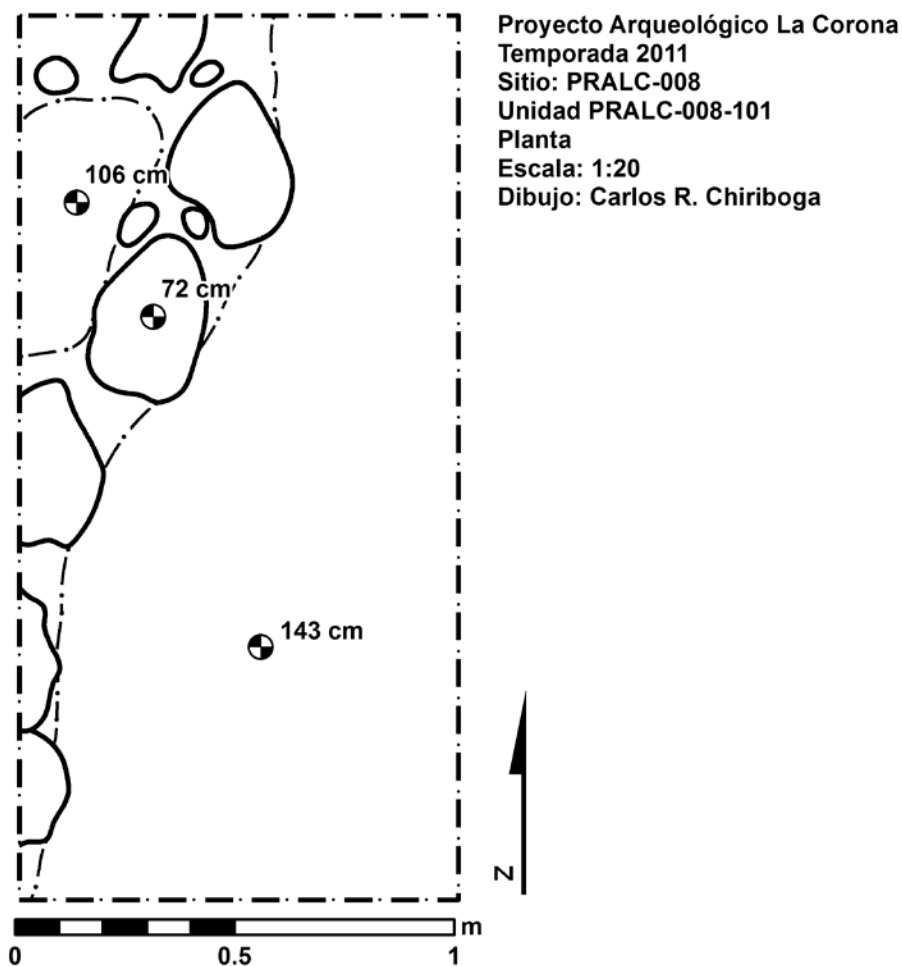 Proyecto Arqueológico La Corona
Temporada 2011
Sitio: PRALC-008
Unidad PRALC-008-101
Planta
Escala: 1:20
Dibujo: Carlos R. Chiriboga
106 cm
72 cm
143 cm
N
m
0 0.5 1